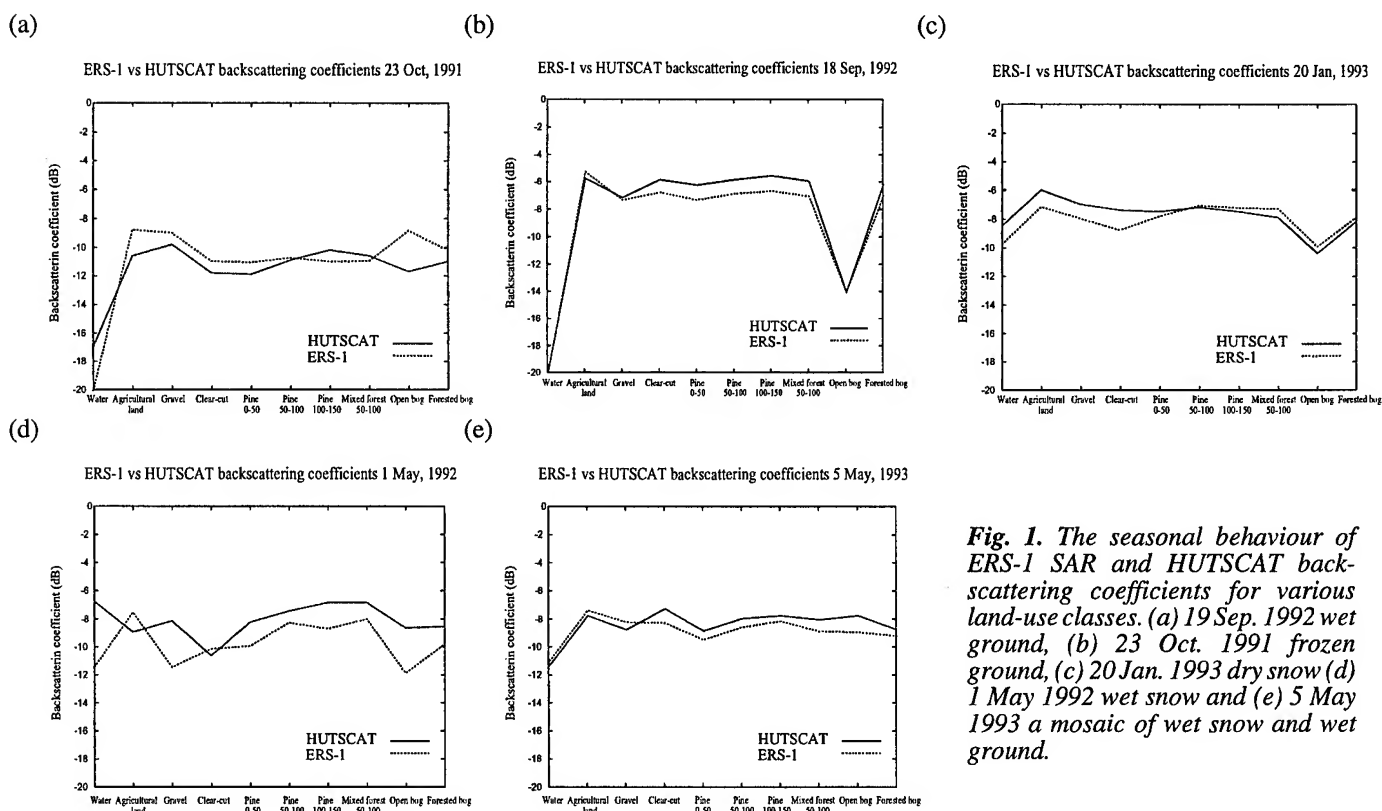 (a)
ERS-1 vs HUTSCAT backscattering coefficients 23 Oct, 1991
Backscatterin coefficient (dB)
0
-2
-4
-6
-8
-10
-12
-14
-16
-18
-20
HUTSCAT
ERS-1
Water Agricultural Gravel Clear-cut Pine Pine Pine Mixed forest Open bog Forested bog
land 0-50 50-100 100-150 50-100
(b)
ERS-1 vs HUTSCAT backscattering coefficients 18 Sep, 1992
Backscatterin coefficient (dB)
0
-2
-4
-6
-8
-10
-12
-14
-16
-18
-20
HUTSCAT
ERS-1
Water Agricultural Gravel Clear-cut Pine Pine Pine Mixed forest Open bog Forested bog
land 0-50 50-100 100-150 50-100
(c)
ERS-1 vs HUTSCAT backscattering coefficients 20 Jan, 1993
Backscatterin coefficient (dB)
0
-2
-4
-6
-8
-10
-12
-14
-16
-18
-20
HUTSCAT
ERS-1
Water Agricultural Gravel Clear-cut Pine Pine Pine Mixed forest Open bog Forested bog
land 0-50 50-100 100-150 50-100
(d)
ERS-1 vs HUTSCAT backscattering coefficients 1 May, 1992
Backscatterin coefficient (dB)
0
-2
-4
-6
-8
-10
-12
-14
-16
-18
-20
HUTSCAT
ERS-1
Water Agricultural Gravel Clear-cut Pine Pine Pine Mixed forest Open bog Forested bog
land 0-50 50-100 100-150 50-100
(e)
ERS-1 vs HUTSCAT backscattering coefficients 5 May, 1993
Backscatterin coefficient (dB)
0
-2
-4
-6
-8
-10
-12
-14
-16
-18
-20
HUTSCAT
ERS-1
Water Agricultural Gravel Clear-cut Pine Pine Pine Mixed forest Open bog Forested bog
land 0-50 50-100 100-150 50-100
Fig. 1. The seasonal behaviour of
ERS-1 SAR and HUTSCAT back-
scattering coefficients for various
land-use classes. (a) 19 Sep. 1992 wet
ground, (b) 23 Oct. 1991 frozen
ground, (c) 20 Jan. 1993 dry snow (d)
1 May 1992 wet snow and (e) 5 May
1993 a mosaic of wet snow and wet
ground.